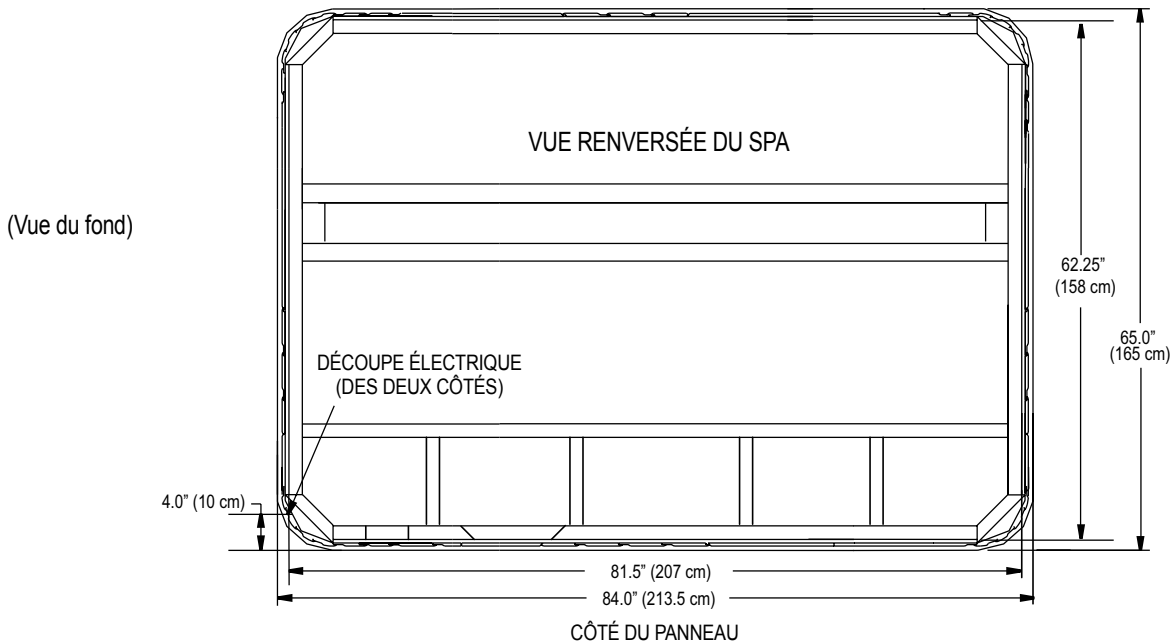 VUE RENVERSÉE DU SPA
(Vue du fond)
62.25”
(158 cm)
65.0”
(165 cm)
DÉCOUPE ÉLECTRIQUE
(DES DEUX CÔTÉS)
4.0” (10 cm)
81.5” (207 cm)
84.0” (213.5 cm)
CÔTÉ DU PANNEAU